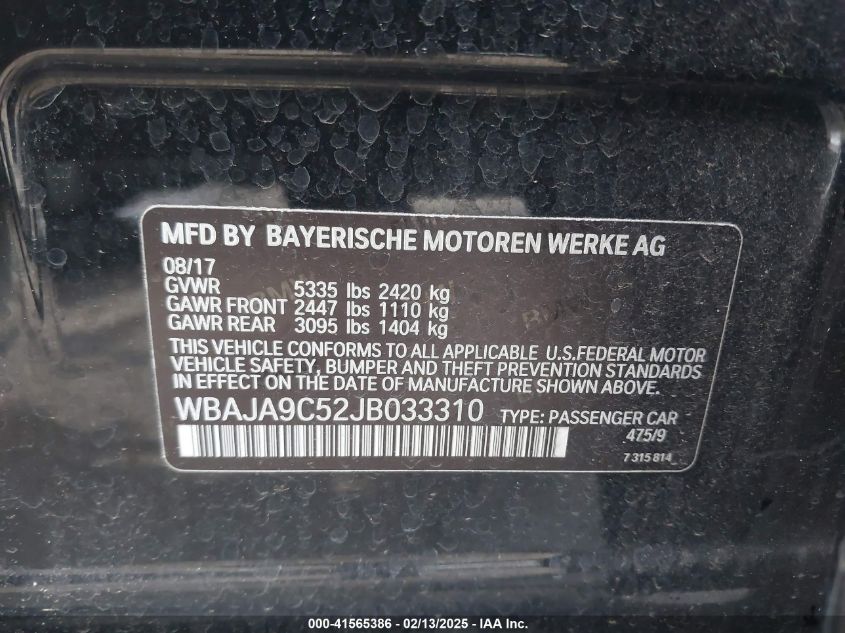 MFD BY BAYERISCHE MOTOREN WERKE AG
08/17
GVWR 5335 lbs 2420 kg
GAWR FRONT 2447 lbs 1110 kg
GAWR REAR 3095 lbs 1404 kg
THIS VEHICLE CONFORMS TO ALL APPLICABLE U.S.FEDERAL MOTOR
VEHICLE SAFETY, BUMPER AND THEFT PREVENTION STANDARDS
IN EFFECT ON THE DATE OF MANUFACTURE SHOWN ABOVE.
WBAJA9C52JB033310 TYPE: PASSENGER CAR
475/9
7 315 814
000-41565386 - 02/13/2025 - IAA Inc.